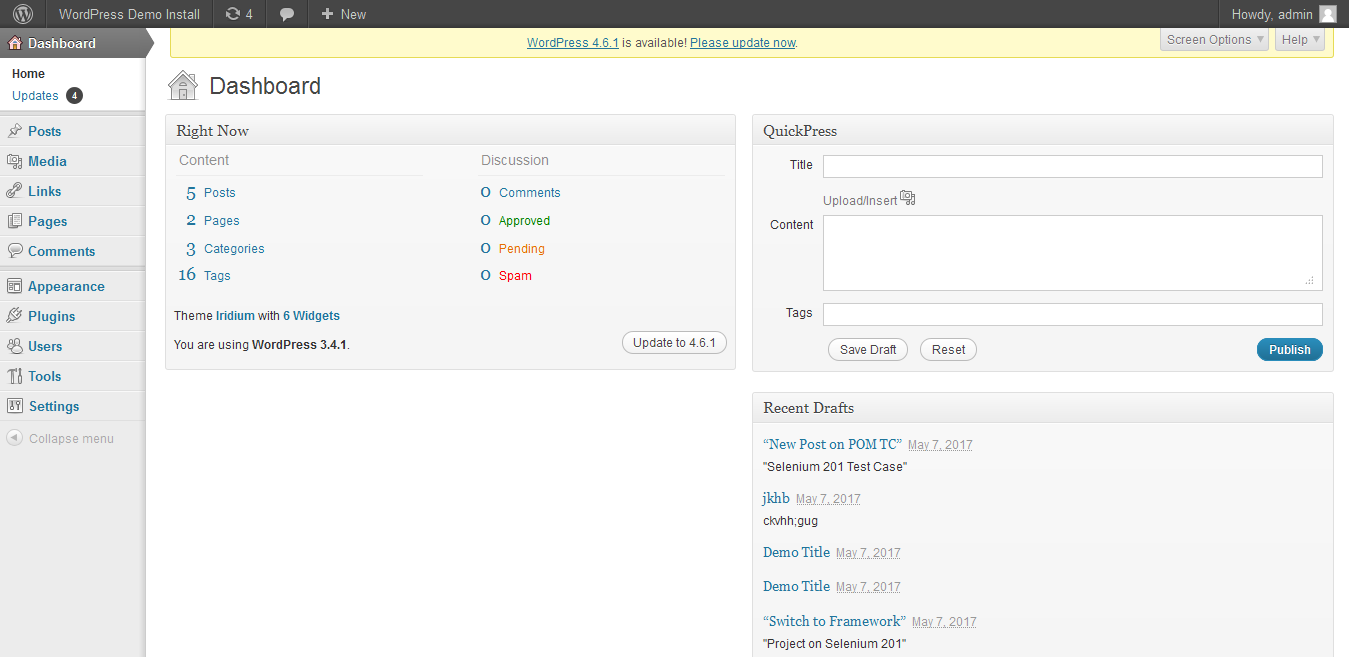 WordPress Demo Install 4 New Howdy, admin
Dashboard
Home
Updates 4
Posts
Media
Links
Pages
Comments
Appearance
Plugins
Users
Tools
Settings
Collapse menu
WordPress 4.6.1 is available! Please update now.
Screen Options Help
Dashboard
Right Now
Content
5 Posts
2 Pages
3 Categories
16 Tags
Discussion
0 Comments
0 Approved
0 Pending
0 Spam
Theme Iridium with 6 Widgets
You are using WordPress 3.4.1.
Update to 4.6.1
QuickPress
Title
Upload/Insert
Content
Tags
Save Draft Reset Publish
Recent Drafts
“New Post on POM TC” May 7, 2017
"Selenium 201 Test Case"
jkhb May 7, 2017
ckvhh;gug
Demo Title May 7, 2017
Demo Title May 7, 2017
“Switch to Framework” May 7, 2017
"Project on Selenium 201"